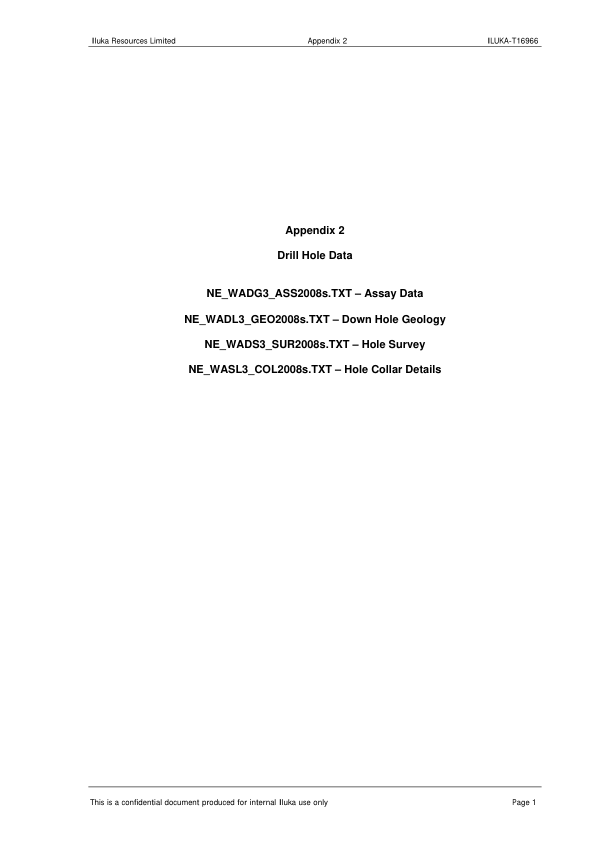 Iluka Resources Limited Appendix 2 ILUKA-T16966
Appendix 2
Drill Hole Data
NE_WADG3_ASS2008s.TXT – Assay Data
NE_WADL3_GEO2008s.TXT – Down Hole Geology
NE_WADS3_SUR2008s.TXT – Hole Survey
NE_WASL3_COL2008s.TXT – Hole Collar Details
This is a confidential document produced for internal Iluka use only Page 1